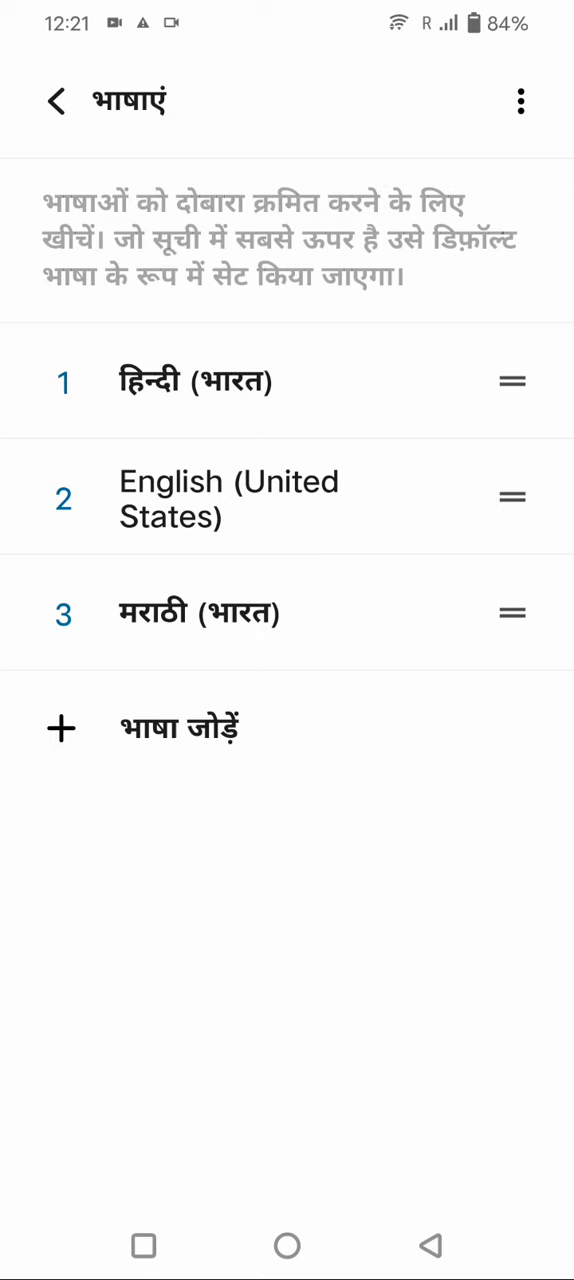 12:21
R
84%
भाषाएं
भाषाओं को दोबारा क्रमित करने के लिए
खीचें। जो सूची में सबसे ऊपर है उसे डिफ़ॉल्ट
भाषा के रूप में सेट किया जाएगा।
1 हिन्दी (भारत)
2 English (United
States)
3 मराठी (भारत)
+ भाषा जोड़ें